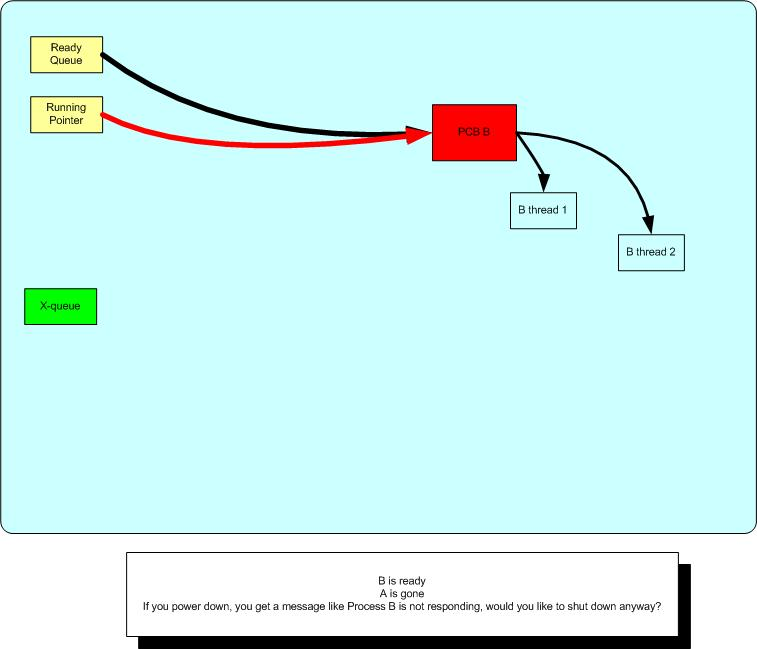 Ready
Queue
Running
Pointer
PCB B
B thread 1
B thread 2
X-queue
B is ready
A is gone
If you power down, you get a message like Process B is not responding, would you like to shut down anyway?